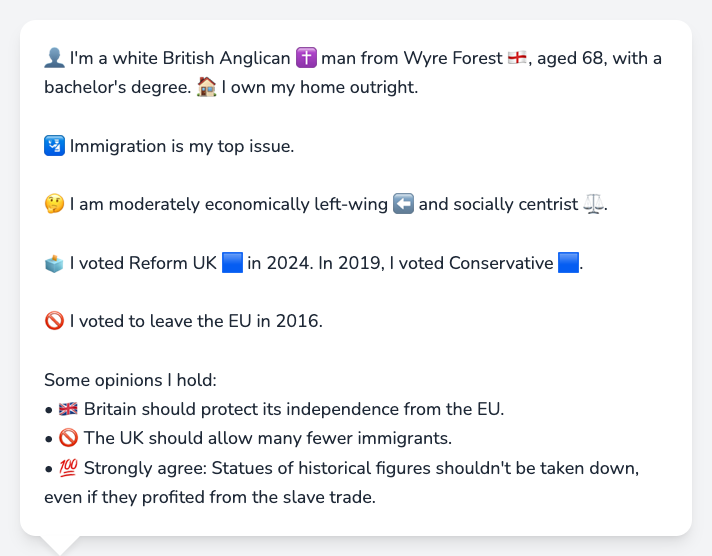 👤 I'm a white British Anglican ✝️ man from Wyre Forest 🏴󠁧󠁢󠁥󠁮󠁧󠁿, aged 68, with a
bachelor's degree. 🏠 I own my home outright.
🛂 Immigration is my top issue.
🤔 I am moderately economically left-wing ⬅️ and socially centrist ⚖️.
🗳️ I voted Reform UK 🟦 in 2024. In 2019, I voted Conservative 🟦.
🚫 I voted to leave the EU in 2016.
Some opinions I hold:
• 🇬🇧 Britain should protect its independence from the EU.
• 🚫 The UK should allow many fewer immigrants.
• 💯 Strongly agree: Statues of historical figures shouldn't be taken down,
even if they profited from the slave trade.